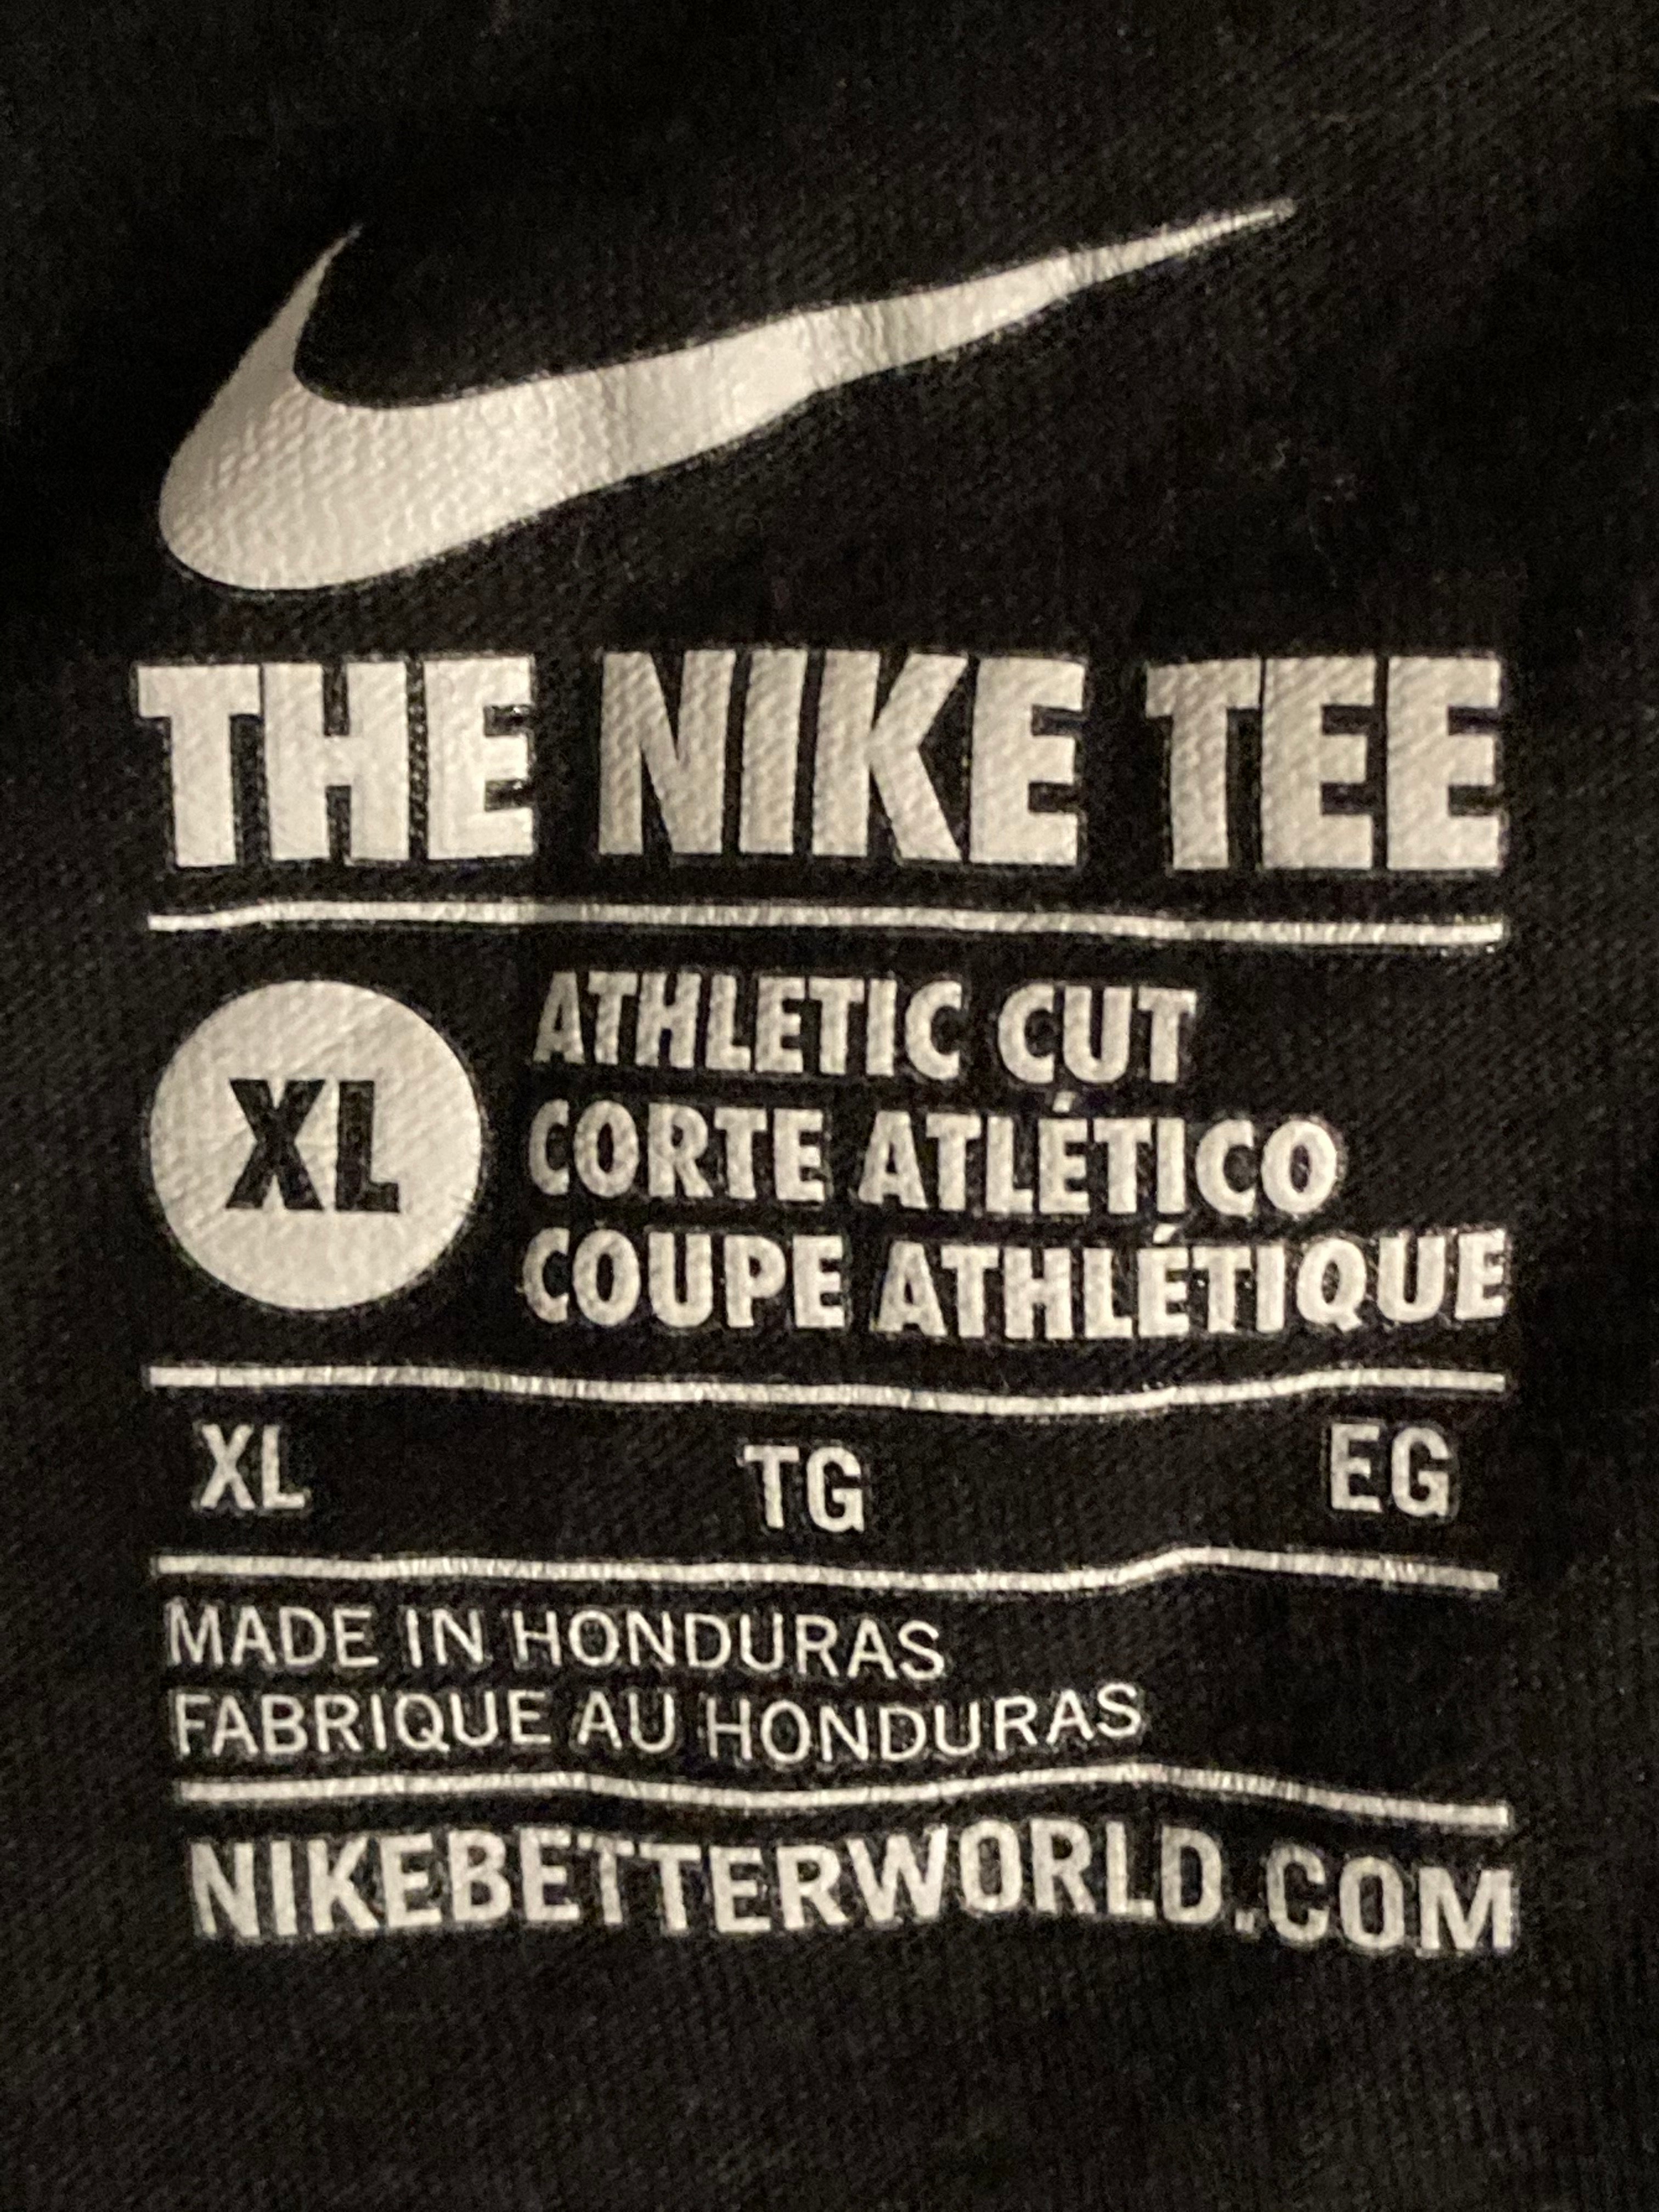 THE NIKE TEE
XL
ATHLETIC CUT
CORTE ATLÉTICO
COUPE ATHLÉTIQUE
XL TG EG
MADE IN HONDURAS
FABRIQUE AU HONDURAS
NIKEBETTERWORLD.COM